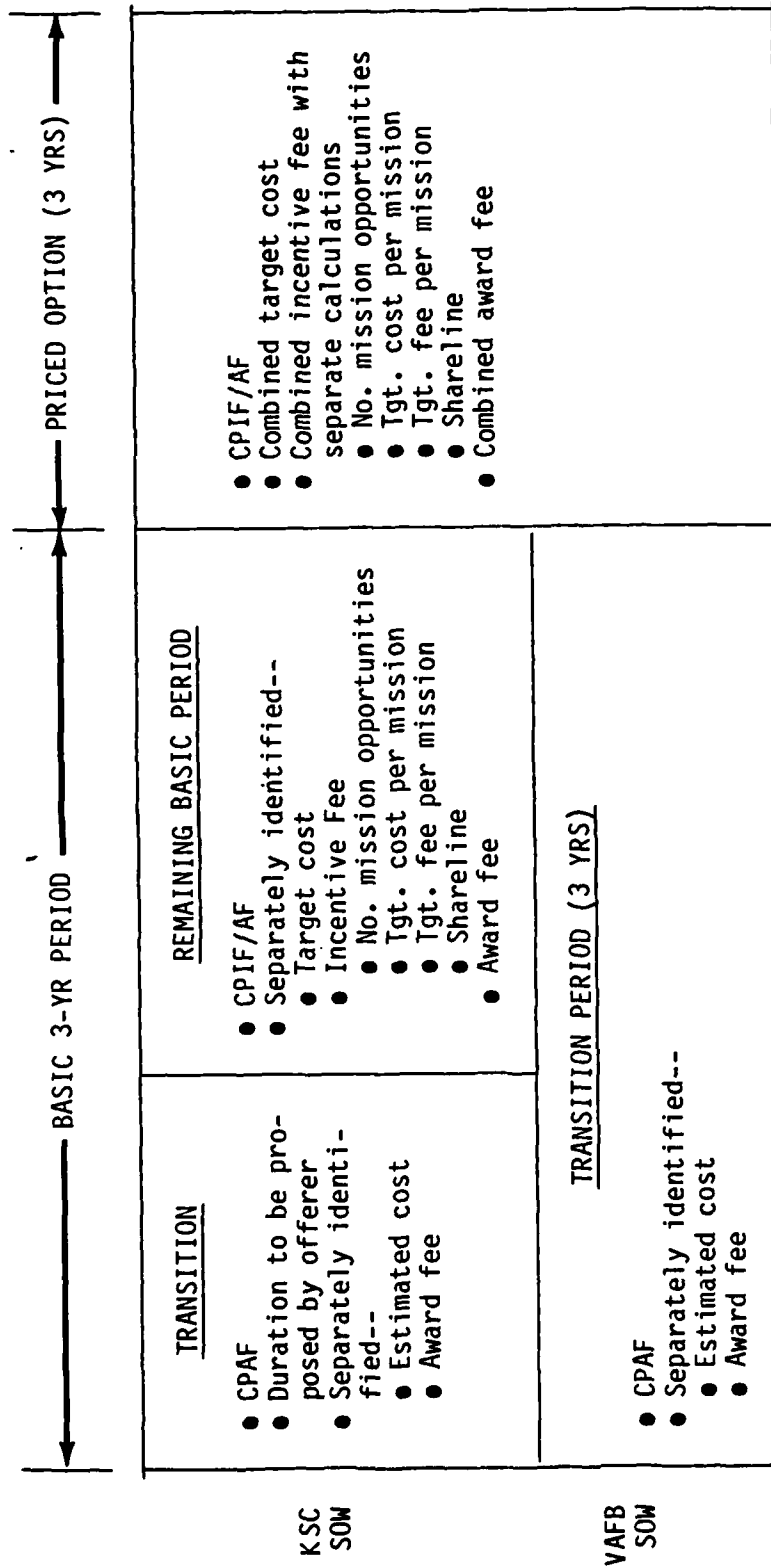 BASIC 3-YR PERIOD
PRICED OPTION (3 YRS)
KSC
SOW
TRANSITION
● CPAF
● Duration to be pro-
posed by offerer
● Separately identi-
fied--
● Estimated cost
● Award fee
REMAINING BASIC PERIOD
● CPIF/AF
● Separately identified--
● Target cost
● Incentive Fee
● No. mission opportunities
● Tgt. cost per mission
● Tgt. fee per mission
● Shareline
● Award fee
● CPIF/AF
● Combined target cost
● Combined incentive fee with
separate calculations
● No. mission opportunities
● Tgt. cost per mission
● Tgt. fee per mission
● Shareline
● Combined award fee
VAFB
SOW
TRANSITION PERIOD (3 YRS)
● CPAF
● Separately identified--
● Estimated cost
● Award fee